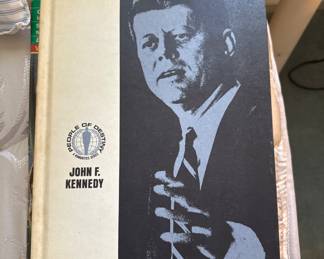 PEOPLE OF DESTINY
JOHN F.
KENNEDY